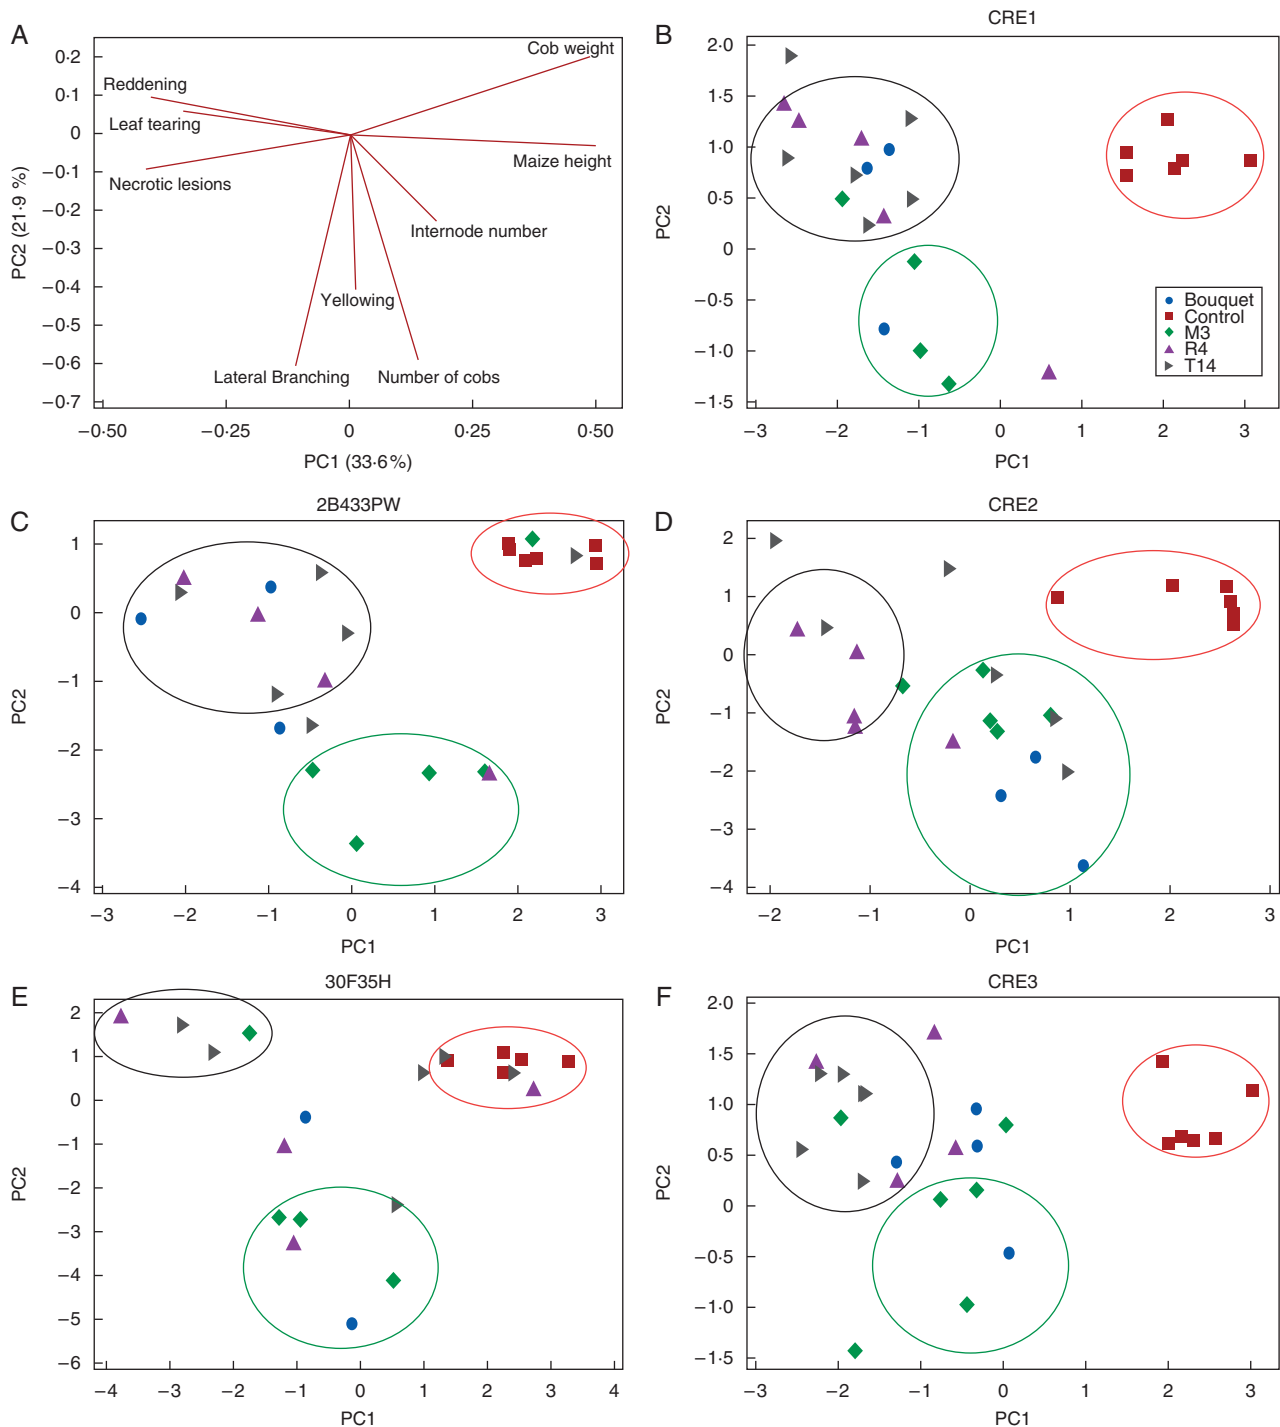 A
0·2
0·1
0
−0·1
−0·2
−0·3
−0·4
−0·5
−0·6
−0·7
PC2 (21·9 %)
Cob weight
Reddening
Leaf tearing
Maize height
Necrotic lesions
Internode number
Yellowing
Lateral Branching
Number of cobs
−0·50
−0·25
0
0·25
0·50
PC1 (33·6%)
B
CRE1
2·0
1·5
1·0
0·5
0
−0·5
−1·0
−1·5
PC2
Bouquet
Control
M3
R4
T14
−3
−2
−1
0
1
2
3
PC1
C
2B433PW
1
0
−1
−2
−3
−4
PC2
−3
−2
−1
0
1
2
3
PC1
D
CRE2
2
1
0
−1
−2
−3
−4
PC2
−2
−1
0
1
2
3
PC1
E
30F35H
2
1
0
−1
−2
−3
−4
−5
−6
PC2
−4
−3
−2
−1
0
1
2
3
4
PC1
F
CRE3
2·0
1·5
1·0
0·5
0
−0·5
−1·0
−1·5
PC2
−3
−2
−1
0
1
2
3
PC1